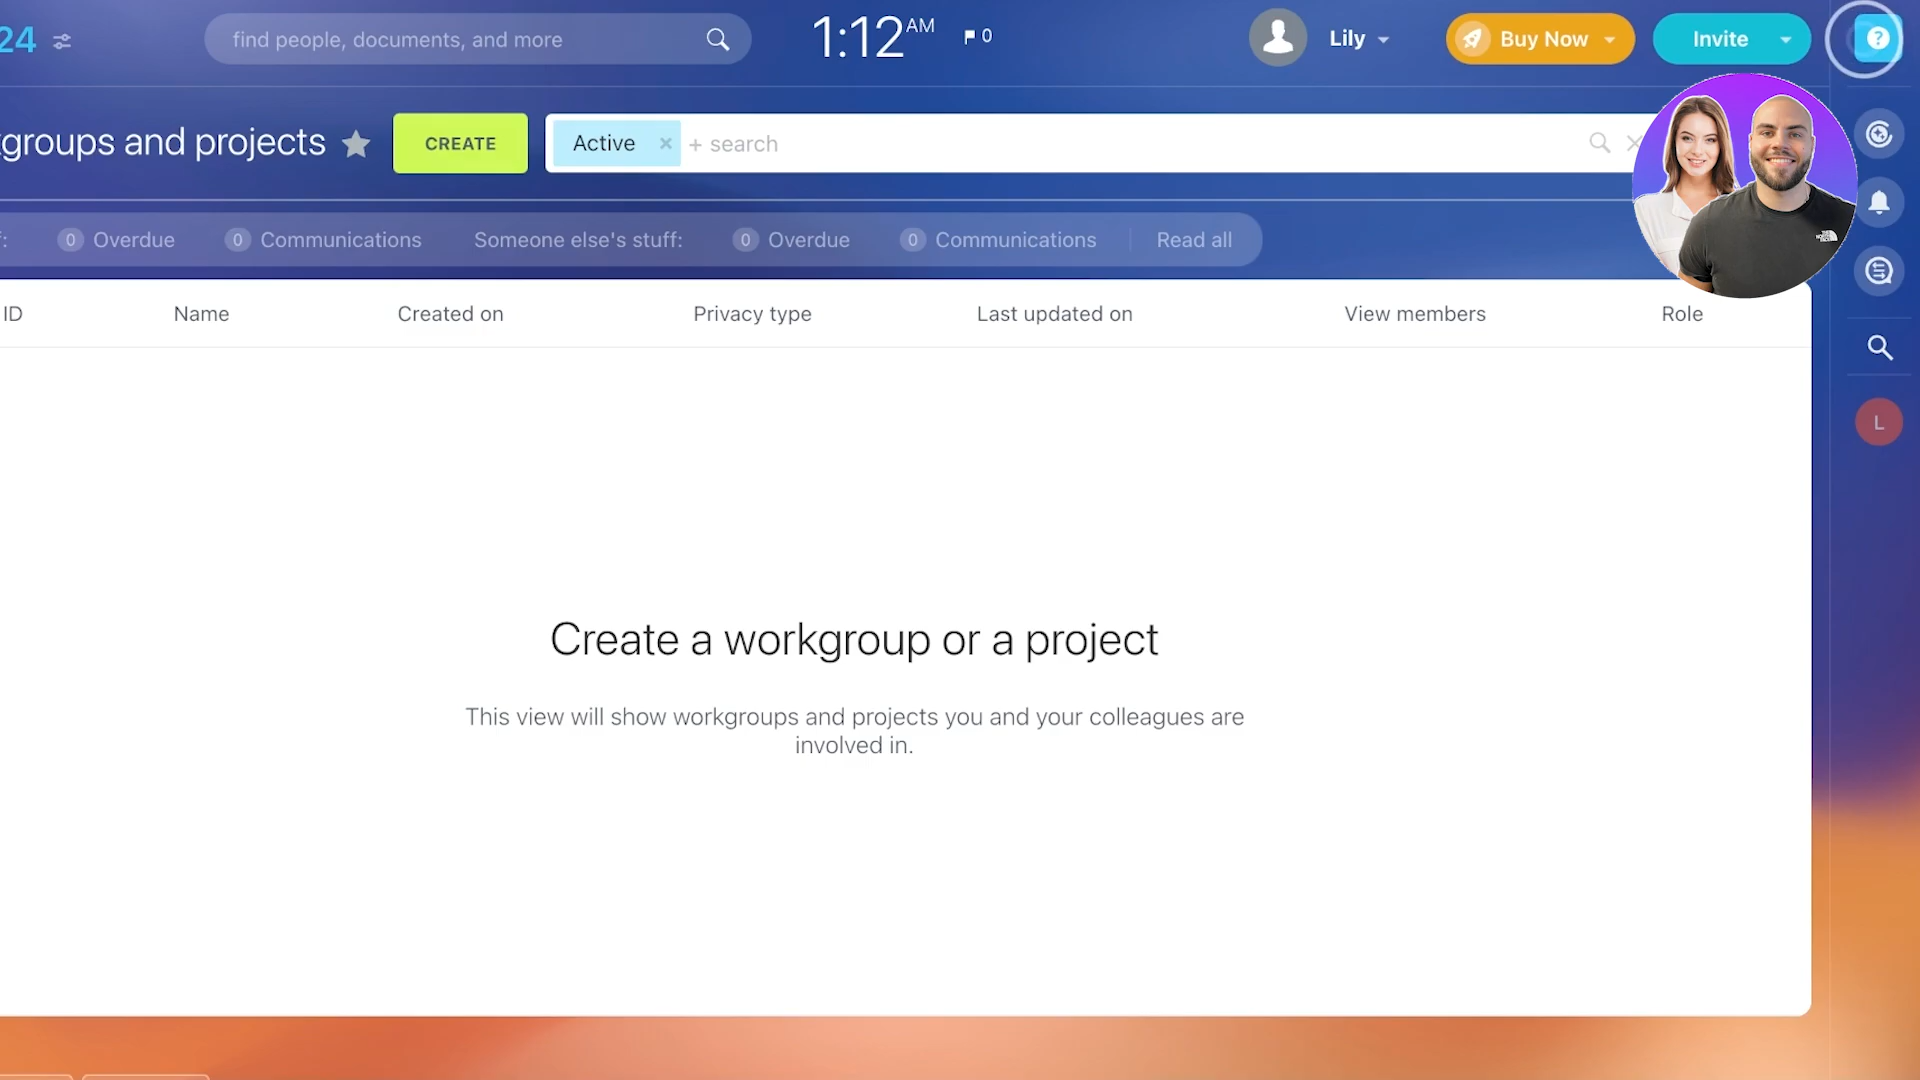 24
find people, documents, and more
1:12 AM
0
Lily
Buy Now
Invite
?
groups and projects
CREATE
Active
+ search
0 Overdue
0 Communications
Someone else's stuff:
0 Overdue
0 Communications
Read all
ID
Name
Created on
Privacy type
Last updated on
View members
Role
L
Create a workgroup or a project
This view will show workgroups and projects you and your colleagues are
involved in.